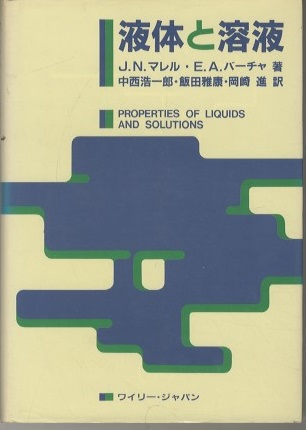 液体と溶液
J.N.マレル・E.A.バーチャ 著
中西浩一郎・飯田雅康・岡崎 進 訳
PROPERTIES OF LIQUIDS
AND SOLUTIONS
ワイリー・ジャパン